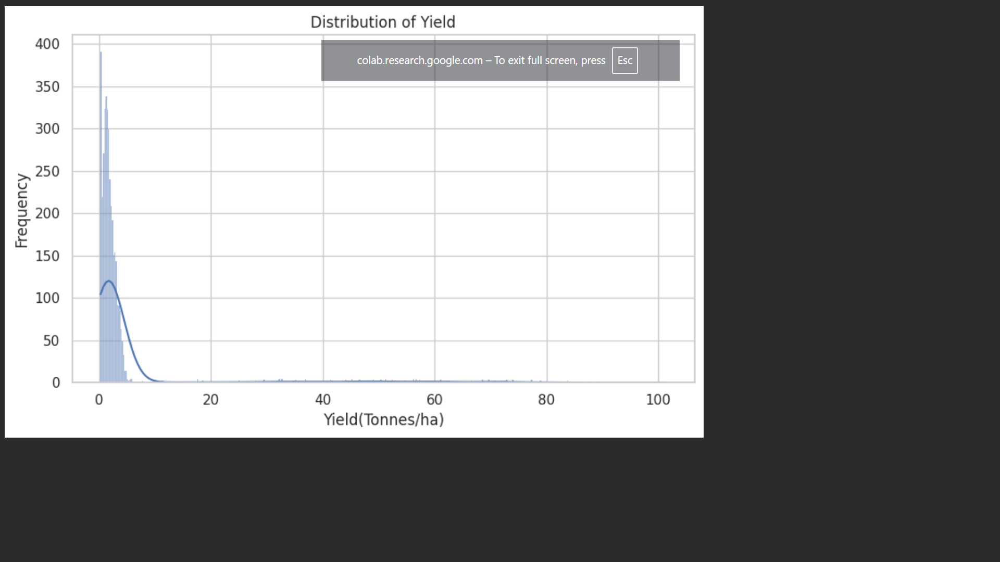 Distribution of Yield
colab.research.google.com – To exit full screen, press Esc
400
350
300
250
200
150
100
50
0
Frequency
0 20 40 60 80 100
Yield(Tonnes/ha)